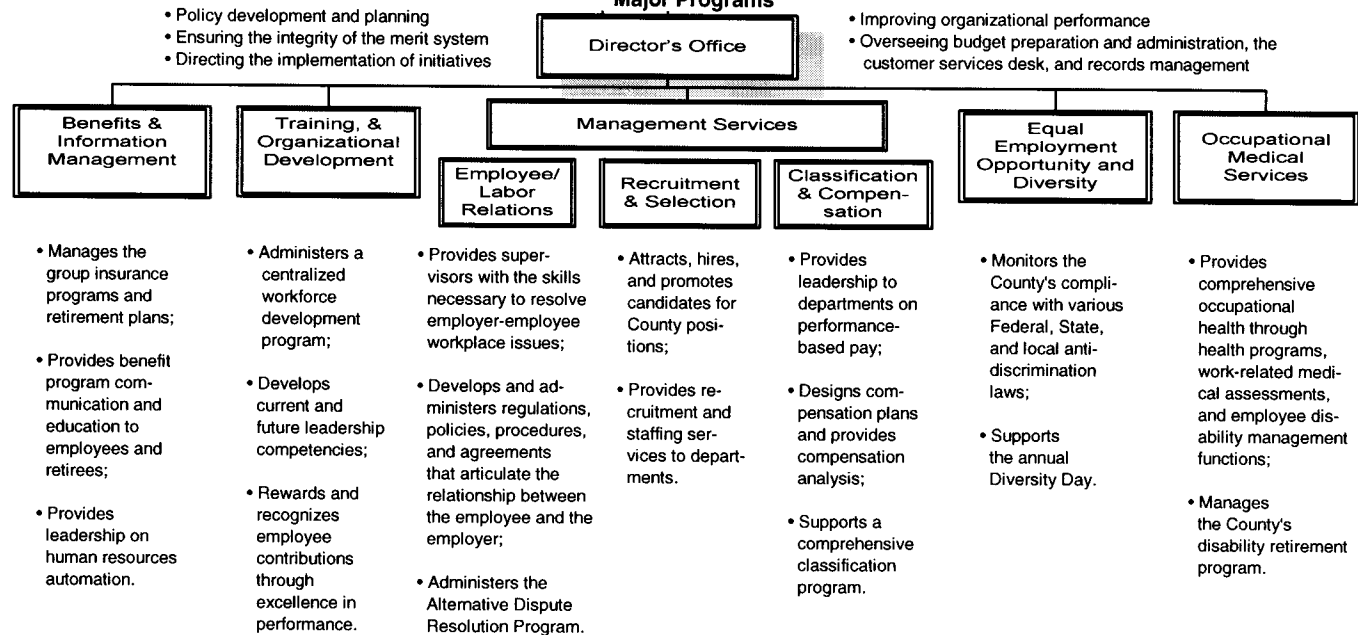 Major Programs
• Policy development and planning
• Ensuring the integrity of the merit system
• Directing the implementation of initiatives
Director's Office
• Improving organizational performance
• Overseeing budget preparation and administration, the
customer services desk, and records management
Benefits &
Information
Management
Training, &
Organizational
Development
Management Services
Employee/
Labor
Relations
Recruitment
& Selection
Classification
& Compen-
sation
Equal
Employment
Opportunity and
Diversity
Occupational
Medical
Services
• Manages the
group insurance
programs and
retirement plans;
• Provides benefit
program com-
munication and
education to
employees and
retirees;
• Provides
leadership on
human resources
automation.
• Administers a
centralized
workforce
development
program;
• Develops
current and
future leadership
competencies;
• Rewards and
recognizes
employee
contributions
through
excellence in
performance.
• Provides super-
visors with the skills
necessary to resolve
employer-employee
workplace issues;
• Develops and ad-
ministers regulations,
policies, procedures,
and agreements
that articulate the
relationship between
the employee and the
employer;
• Administers the
Alternative Dispute
Resolution Program.
• Attracts, hires,
and promotes
candidates for
County posi-
tions;
• Provides re-
cruitment and
staffing ser-
vices to depart-
ments.
• Provides
leadership to
departments on
performance-
based pay;
• Designs com-
pensation plans
and provides
compensation
analysis;
• Supports a
comprehensive
classification
program.
• Monitors the
County's compli-
ance with various
Federal, State,
and local anti-
discrimination
laws;
• Supports
the annual
Diversity Day.
• Provides
comprehensive
occupational
health through
health programs,
work-related medi-
cal assessments,
and employee dis-
ability management
functions;
• Manages
the County's
disability retirement
program.